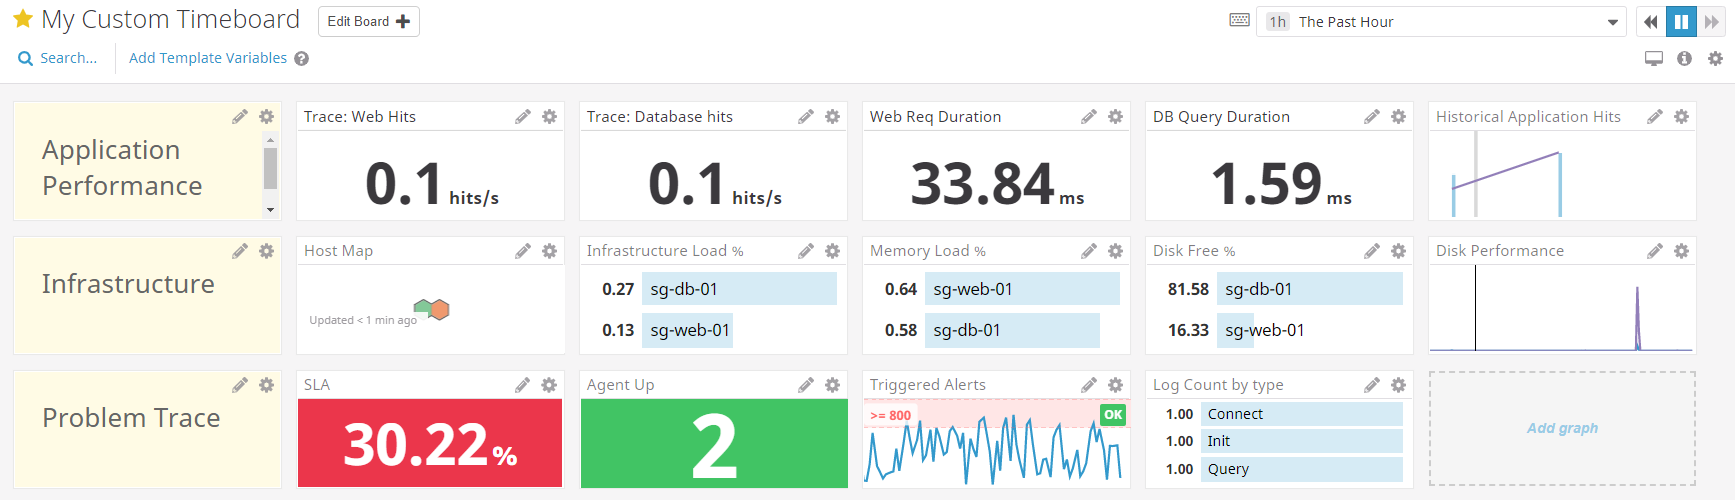 My Custom Timeboard
Edit Board
1h The Past Hour
Search...
Add Template Variables
Application
Performance
Trace: Web Hits
0.1 hits/s
Trace: Database hits
0.1 hits/s
Web Req Duration
33.84 ms
DB Query Duration
1.59 ms
Historical Application Hits
Infrastructure
Host Map
Updated < 1 min ago
Infrastructure Load %
0.27 sg-db-01
0.13 sg-web-01
Memory Load %
0.64 sg-web-01
0.58 sg-db-01
Disk Free %
81.58 sg-db-01
16.33 sg-web-01
Disk Performance
Problem Trace
SLA
30.22 %
Agent Up
2
Triggered Alerts
>= 800
OK
Log Count by type
1.00 Connect
1.00 Init
1.00 Query
Add graph